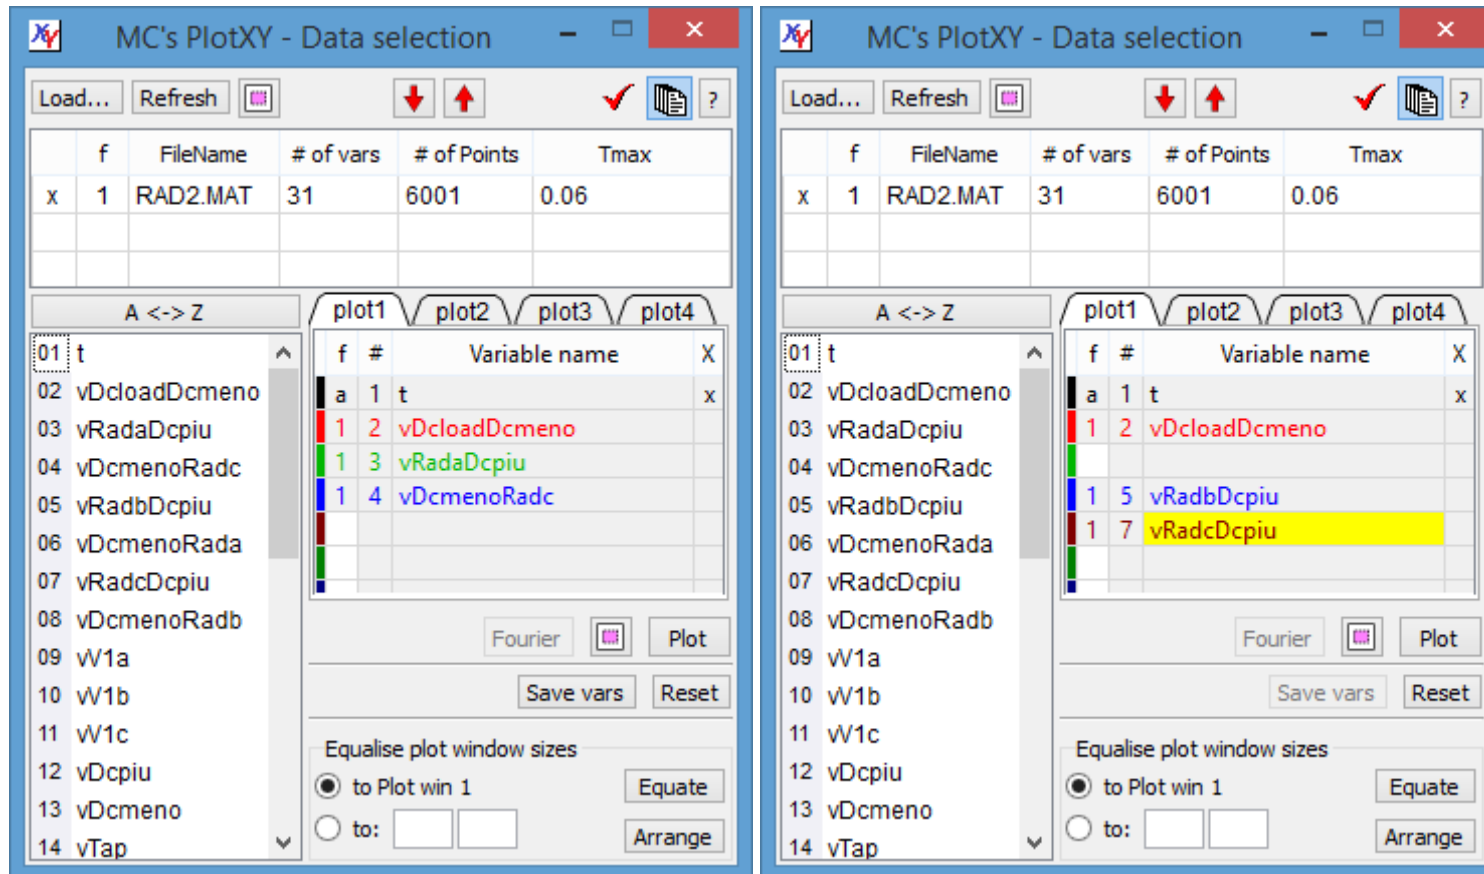 MC's PlotXY - Data selection
Load... Refresh ?
f FileName # of vars # of Points Tmax
x 1 RAD2.MAT 31 6001 0.06
A <-> Z
01 t
02 vDcloadDcmeno
03 vRadaDcpiu
04 vDcmenoRadc
05 vRadbDcpiu
06 vDcmenoRada
07 vRadcDcpiu
08 vDcmenoRadb
09 vV1a
10 vV1b
11 vV1c
12 vDcpiu
13 vDcmeno
14 vTap
plot1 plot2 plot3 plot4
f # Variable name X
a 1 t x
1 2 vDcloadDcmeno
1 3 vRadaDcpiu
1 4 vDcmenoRadc
Fourier Plot
Save vars Reset
Equalise plot window sizes
to Plot win 1 Equate
to: Arrange
MC's PlotXY - Data selection
Load... Refresh ?
f FileName # of vars # of Points Tmax
x 1 RAD2.MAT 31 6001 0.06
A <-> Z
01 t
02 vDcloadDcmeno
03 vRadaDcpiu
04 vDcmenoRadc
05 vRadbDcpiu
06 vDcmenoRada
07 vRadcDcpiu
08 vDcmenoRadb
09 vV1a
10 vV1b
11 vV1c
12 vDcpiu
13 vDcmeno
14 vTap
plot1 plot2 plot3 plot4
f # Variable name X
a 1 t x
1 2 vDcloadDcmeno
1 5 vRadbDcpiu
1 7 vRadcDcpiu
Fourier Plot
Save vars Reset
Equalise plot window sizes
to Plot win 1 Equate
to: Arrange